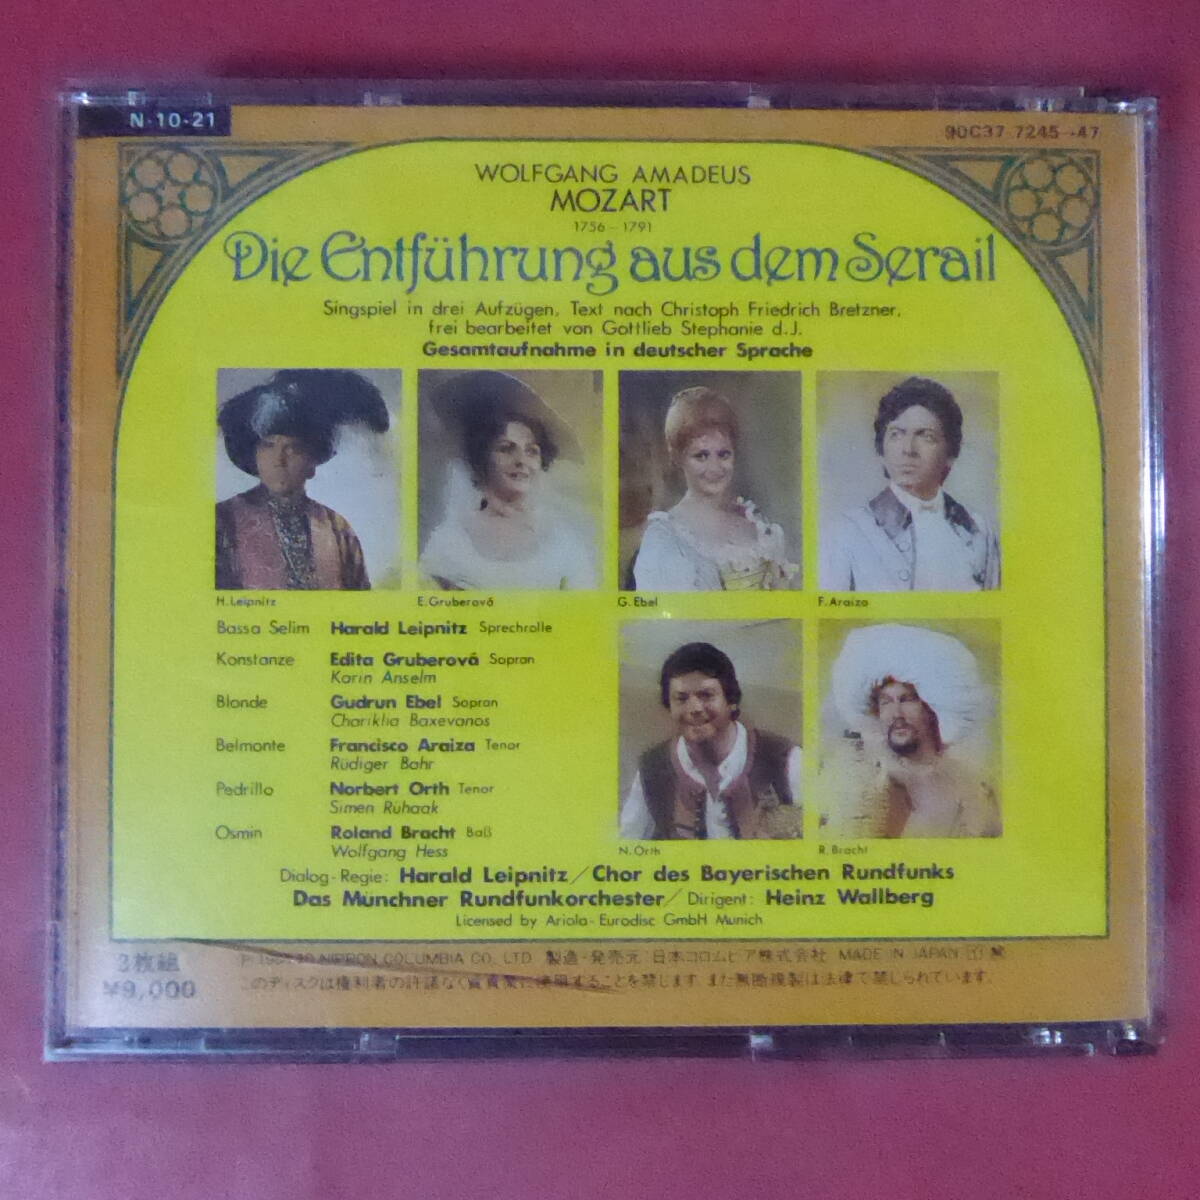 N-10-21
90C37-7245→47
WOLFGANG AMADEUS
MOZART
1756 – 1791
Die Entführung aus dem Serail
Singspiel in drei Aufzügen, Text nach Christoph Friedrich Bretzner,
frei bearbeitet von Gottlieb Stephanie d.J.
Gesamtaufnahme in deutscher Sprache
H. Leipnitz
E. Gruberová
G. Ebel
F. Araiza
Bassa Selim Harald Leipnitz Sprechrolle
Konstanze Edita Gruberová Sopran
Karin Anselm
Blonde Gudrun Ebel Sopran
Chariklia Baxevanos
Belmonte Francisco Araiza Tenor
Rüdiger Bahr
Pedrillo Norbert Orth Tenor
Simen Rühaak
Osmin Roland Bracht Baß
Wolfgang Hess
N. Orth
R. Bracht
Dialog-Regie: Harald Leipnitz/Chor des Bayerischen Rundfunks
Das Münchner Rundfunkorchester/Dirigent: Heinz Wallberg
Licensed by Ariola-Eurodisc GmbH Munich
3枚組
¥9,000
NIPPON COLUMBIA CO., LTD. 製造・発売元:日本コロムビア株式会社 MADE IN JAPAN
このディスクは権利者の許諾なく賃貸業に使用することを禁じます。また無断複製は法律で禁じられています。